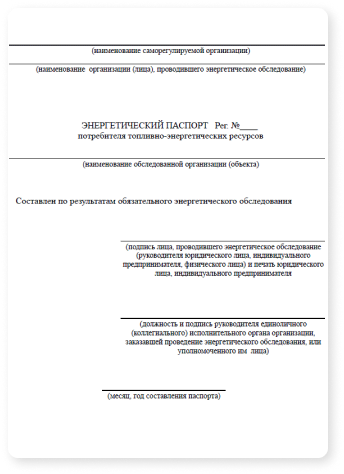 (наименование саморегулируемой организации)
(наименование организации (лица), проводившего энергетическое обследование)
ЭНЕРГЕТИЧЕСКИЙ ПАСПОРТ Рег. №____
потребителя топливно-энергетических ресурсов
(наименование обследованной организации (объекта)
Составлен по результатам обязательного энергетического обследования
(подпись лица, проводившего энергетическое обследование
(руководителя юридического лица, индивидуального
предпринимателя, физического лица) и печать юридического
лица, индивидуального предпринимателя
(должность и подпись руководителя единоличного
(коллегиального) исполнительного органа организации,
заказавшей проведение энергетического обследования, или
уполномоченного им лица)
(месяц, год составления паспорта)